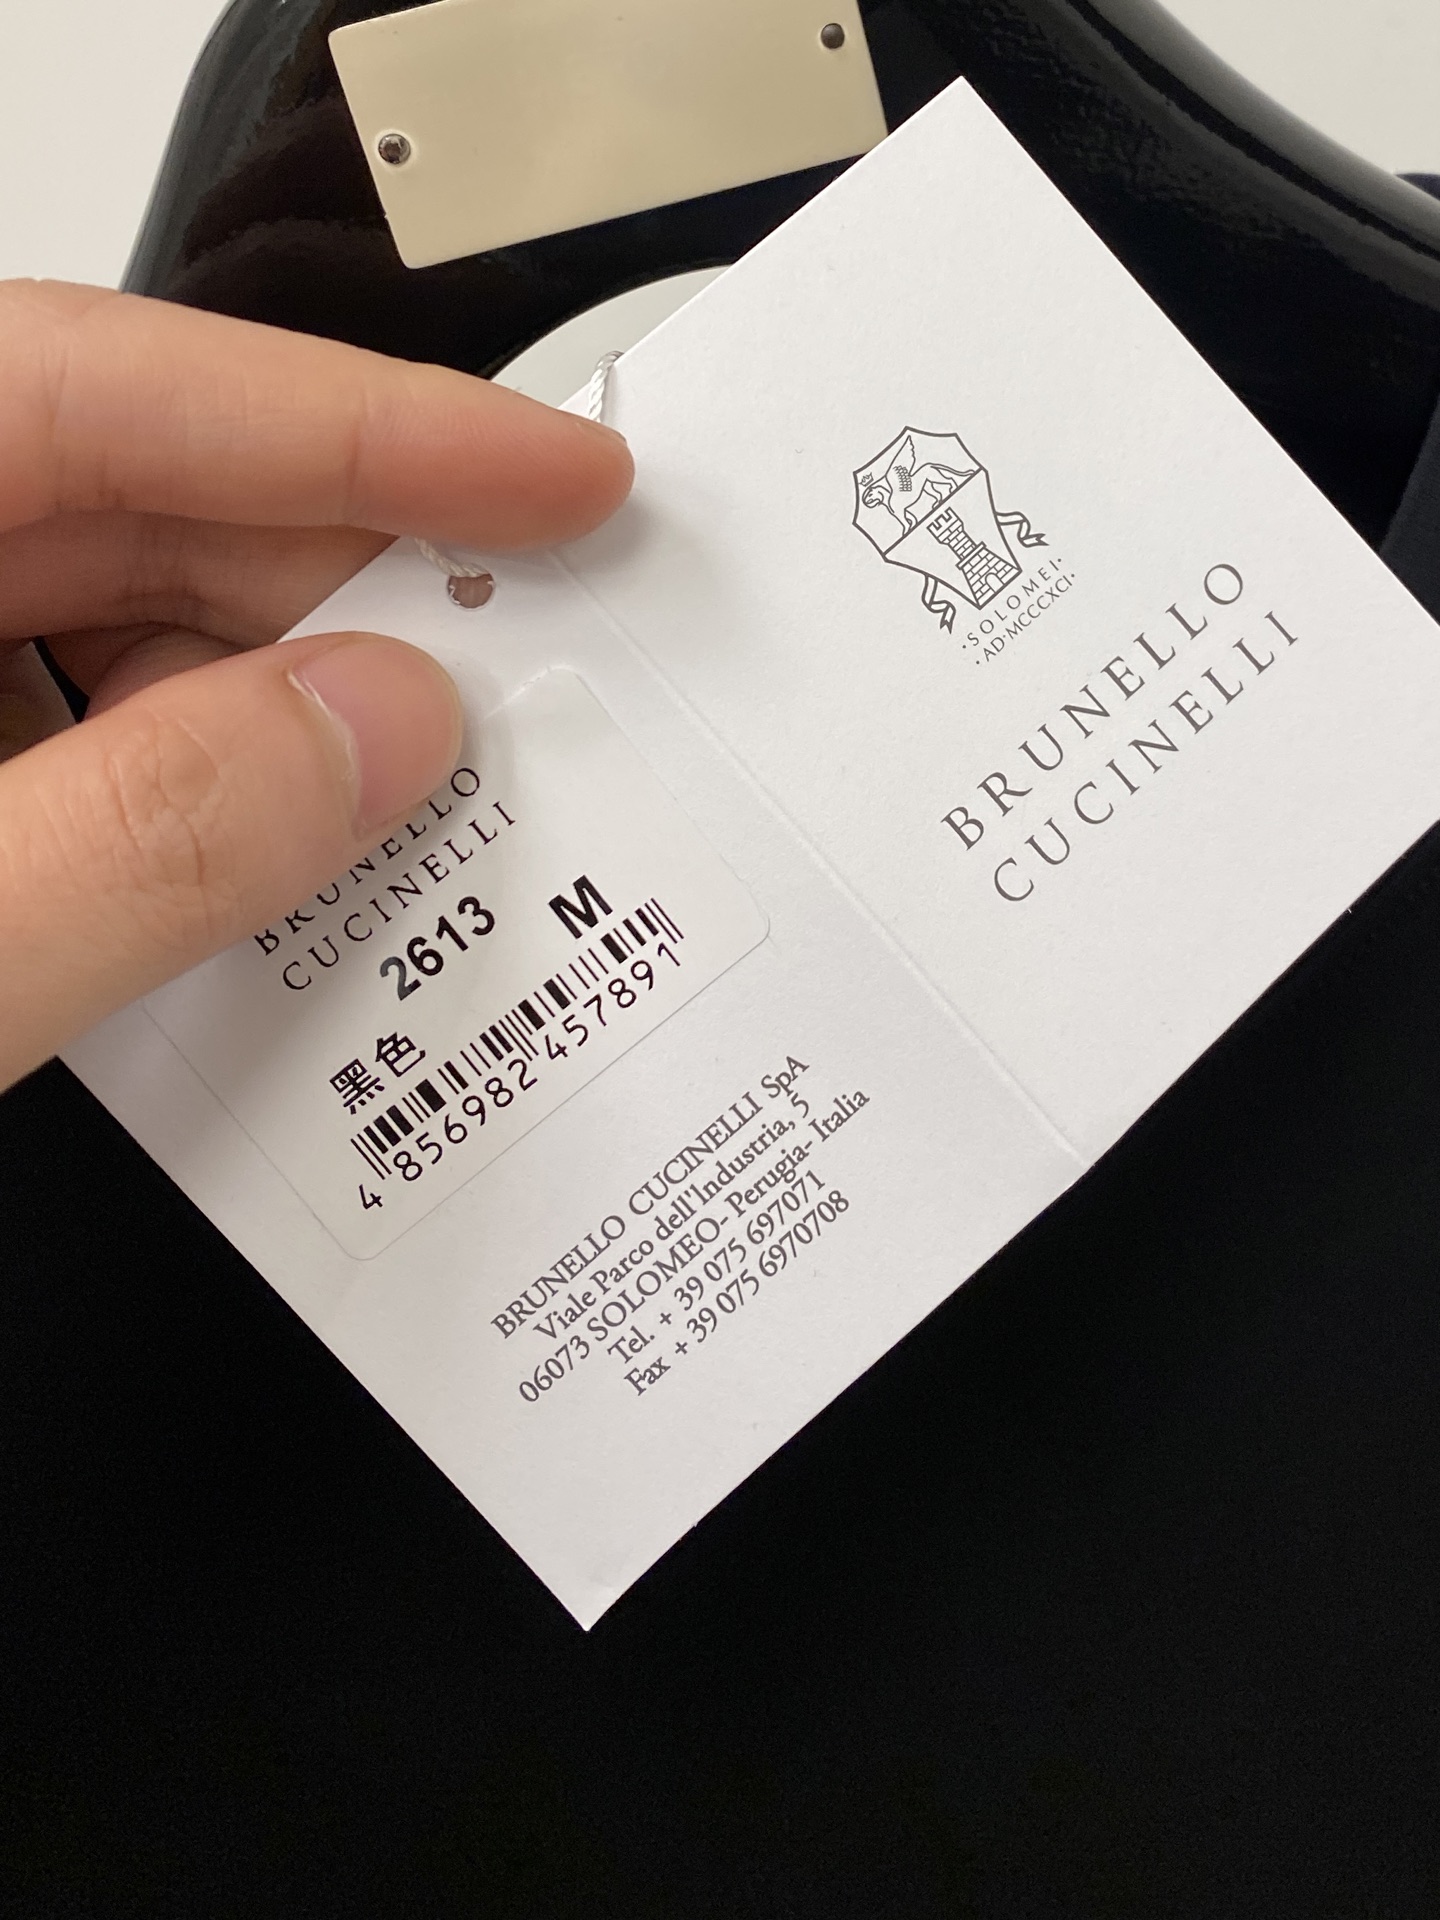 BRUNELLO
CUCINELLI
2613 M
黑色
4 856982 457891
BRUNELLO CUCINELLI SpA
Viale Parco dell'Industria, 5
06073 SOLOMEO- Perugia- Italia
Tel. + 39 075 697071
Fax + 39 075 6970708
·SOLOMEI·
·AD·MCCCXCI·
BRUNELLO
CUCINELLI